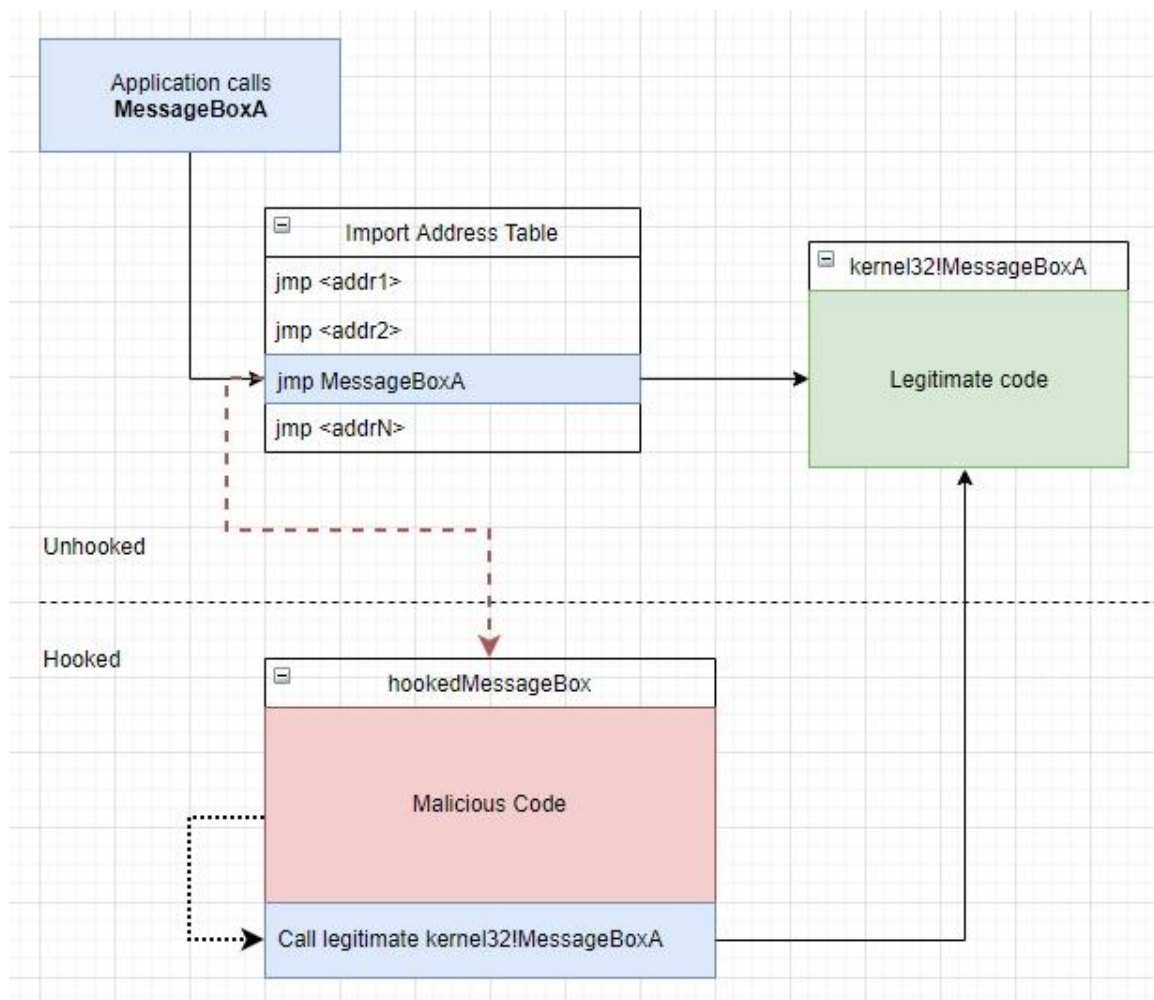 Application calls
MessageBoxA
Import Address Table
jmp <addr1>
jmp <addr2>
jmp MessageBoxA
jmp <addrN>
kernel32!MessageBoxA
Legitimate code
Unhooked
Hooked
hookedMessageBox
Malicious Code
Call legitimate kernel32!MessageBoxA